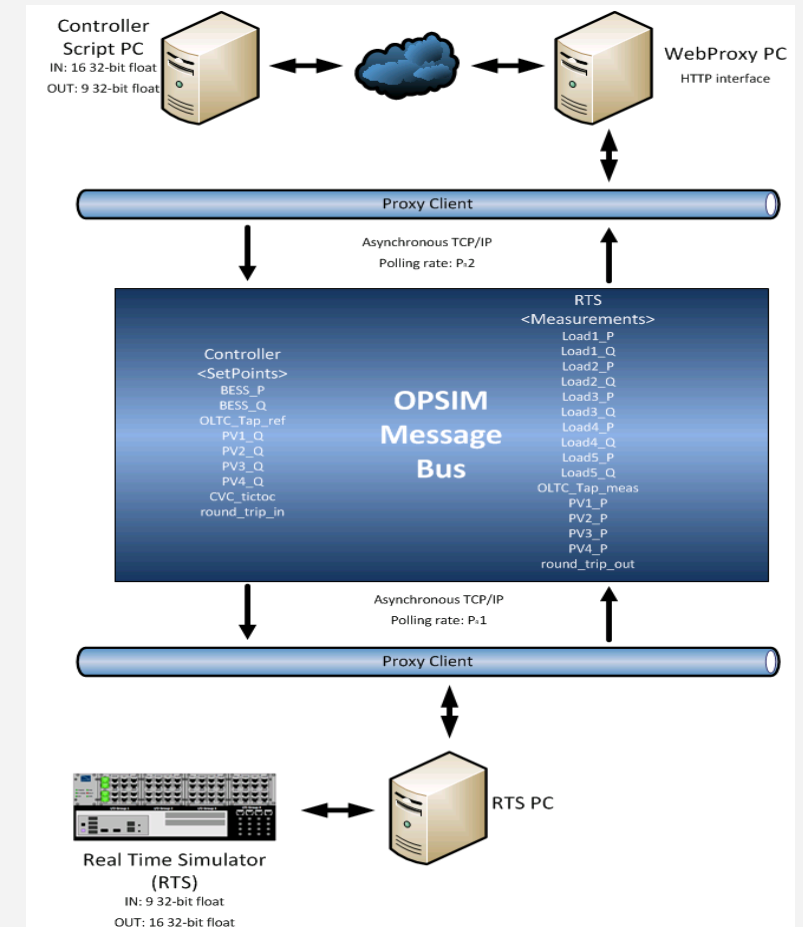 Controller
Script PC
IN: 16 32-bit float
OUT: 9 32-bit float
WebProxy PC
HTTP interface
Proxy Client
Asynchronous TCP/IP
Polling rate: Ps2
Controller
<SetPoints>
BESS_P
BESS_Q
OLTC_Tap_ref
PV1_Q
PV2_Q
PV3_Q
PV4_Q
CVC_tictoc
round_trip_in
OPSIM
Message
Bus
RTS
<Measurements>
Load1_P
Load1_Q
Load2_P
Load2_Q
Load3_P
Load3_Q
Load4_P
Load4_Q
Load5_P
Load5_Q
OLTC_Tap_meas
PV1_P
PV2_P
PV3_P
PV4_P
round_trip_out
Asynchronous TCP/IP
Polling rate: Ps1
Proxy Client
RTS PC
Real Time Simulator
(RTS)
IN: 9 32-bit float
OUT: 16 32-bit float